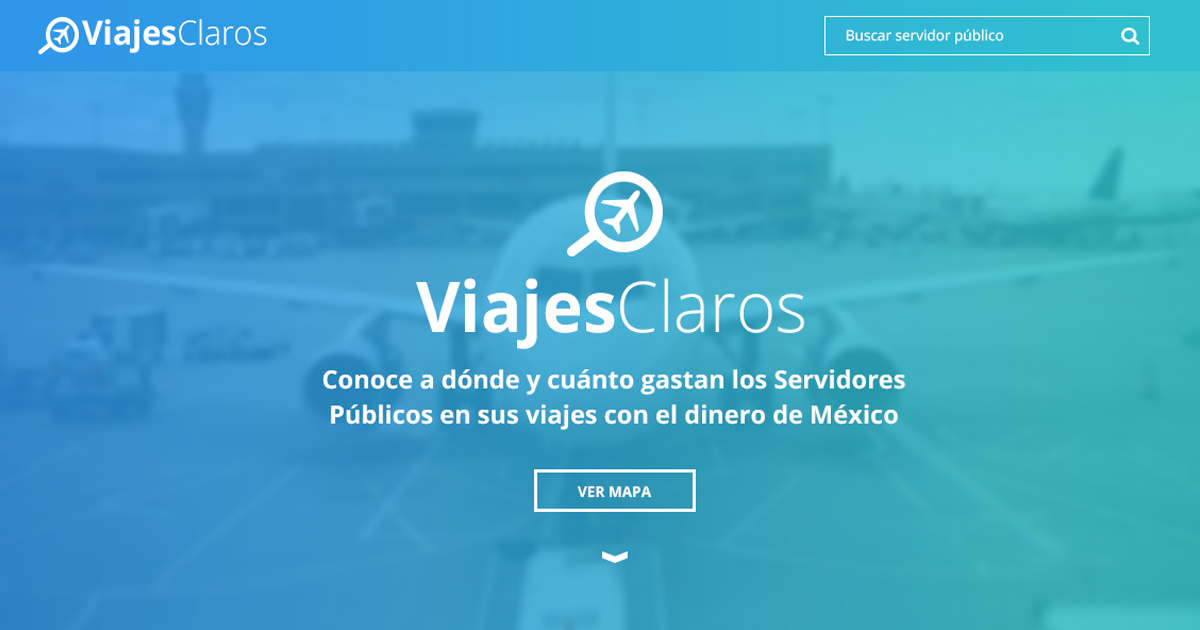 ViajesClaros
Buscar servidor público
ViajesClaros
Conoce a dónde y cuánto gastan los Servidores
Públicos en sus viajes con el dinero de México
VER MAPA